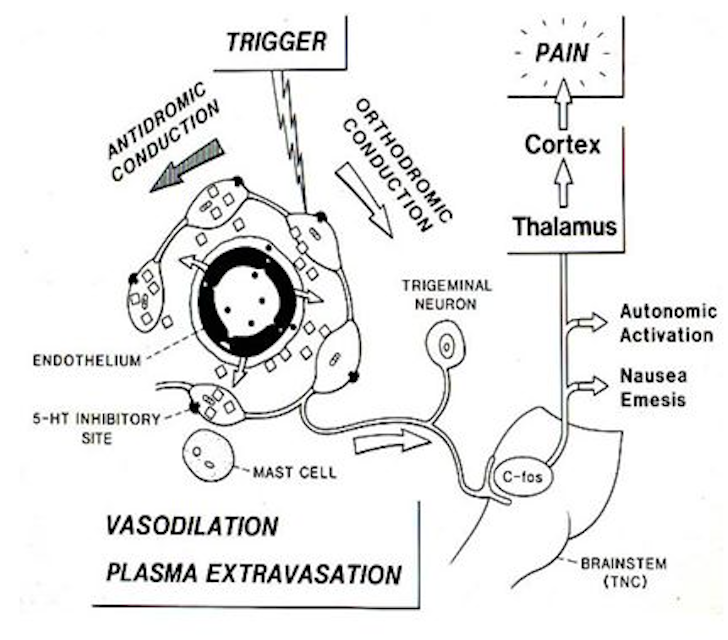 TRIGGER
PAIN
ANTIDROMIC
CONDUCTION
ORTHODROMIC
CONDUCTION
Cortex
Thalamus
TRIGEMINAL
NEURON
Autonomic
Activation
Nausea
Emesis
ENDOTHELIUM
5-HT INHIBITORY
SITE
MAST CELL
C-fos
VASODILATION
PLASMA EXTRAVASATION
BRAINSTEM
(TNC)